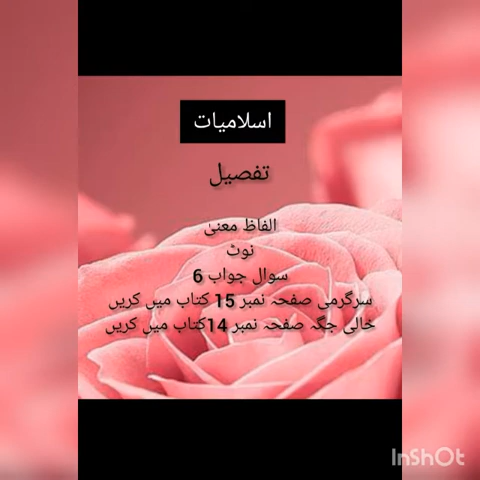 اسلامیات
تفصیل
الفاظ معنیٰ
نوٹ
سوال جواب 6
سرگرمی صفحہ نمبر 15 کتاب میں کریں
خالی جگہ صفحہ نمبر 14کتاب میں کریں
InShOt